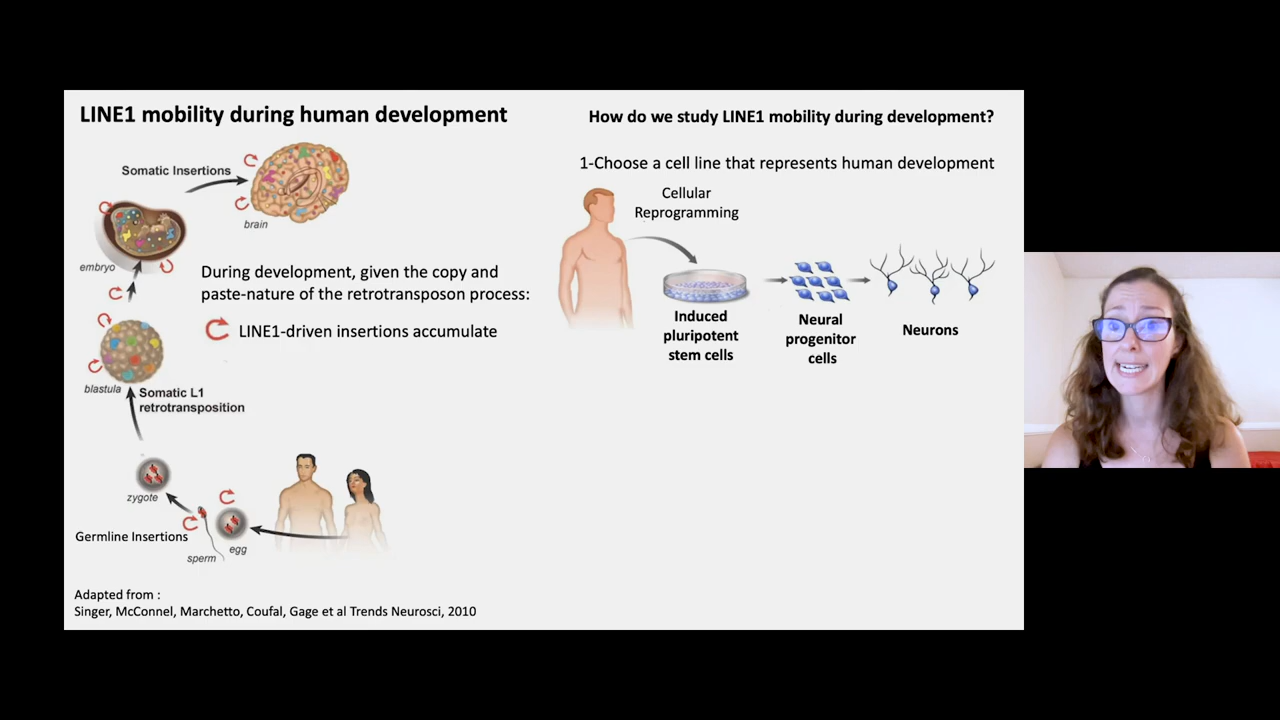 LINE1 mobility during human development
Somatic Insertions
brain
embryo
During development, given the copy and
paste-nature of the retrotransposon process:
LINE1-driven insertions accumulate
blastula
Somatic L1
retrotransposition
zygote
Germline Insertions
sperm
egg
Adapted from :
Singer, McConnel, Marchetto, Coufal, Gage et al Trends Neurosci, 2010
How do we study LINE1 mobility during development?
1-Choose a cell line that represents human development
Cellular
Reprogramming
Induced
pluripotent
stem cells
Neural
progenitor
cells
Neurons